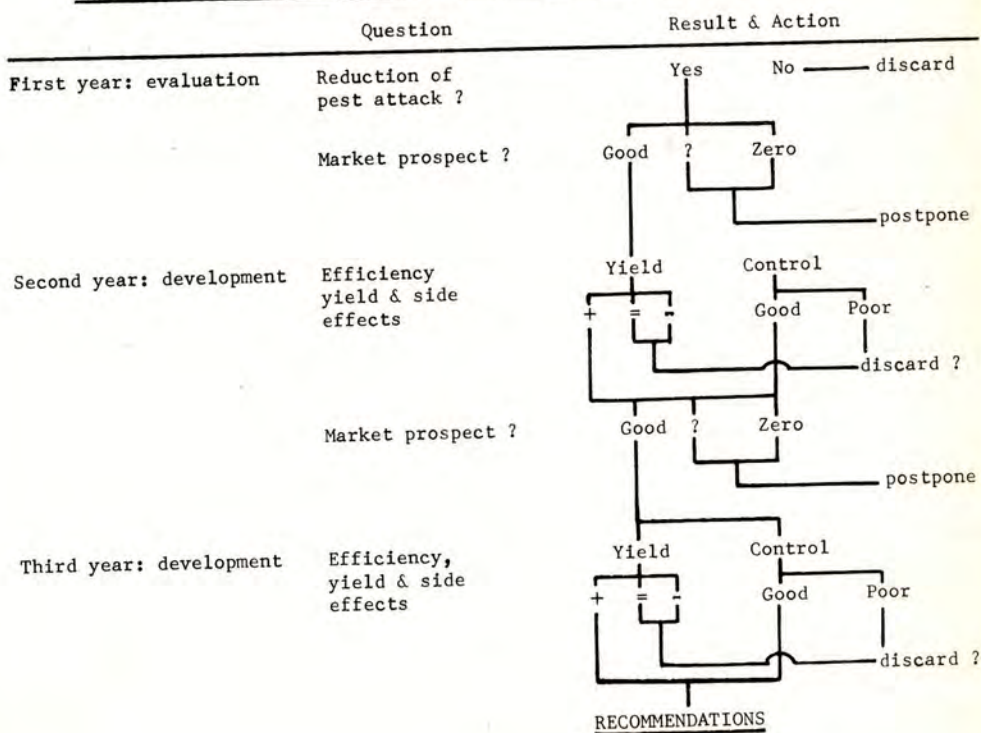 Question Result & Action
First year: evaluation Reduction of Yes No discard
pest attack ?
Market prospect ? Good ? Zero
postpone
Second year: development Efficiency Yield Control
yield & side + = - Good Poor
effects
discard ?
Market prospect ? Good ? Zero
postpone
Third year: development Efficiency, Yield Control
yield & side + = - Good Poor
effects
discard ?
RECOMMENDATIONS